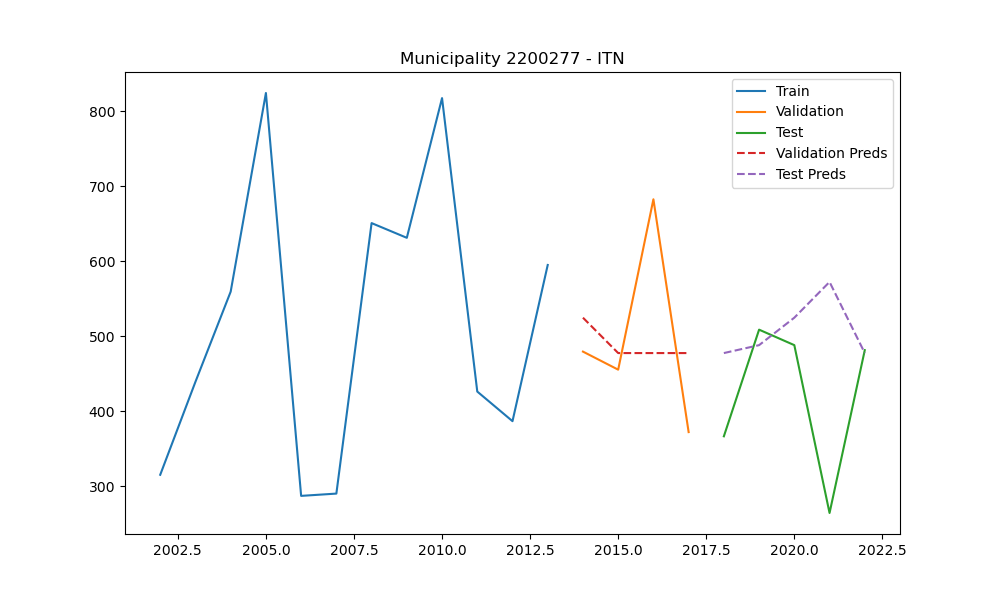 Municipality 2200277 - ITN
Train
Validation
Test
Validation Preds
Test Preds
800
700
600
500
400
300
2002.5 2005.0 2007.5 2010.0 2012.5 2015.0 2017.5 2020.0 2022.5